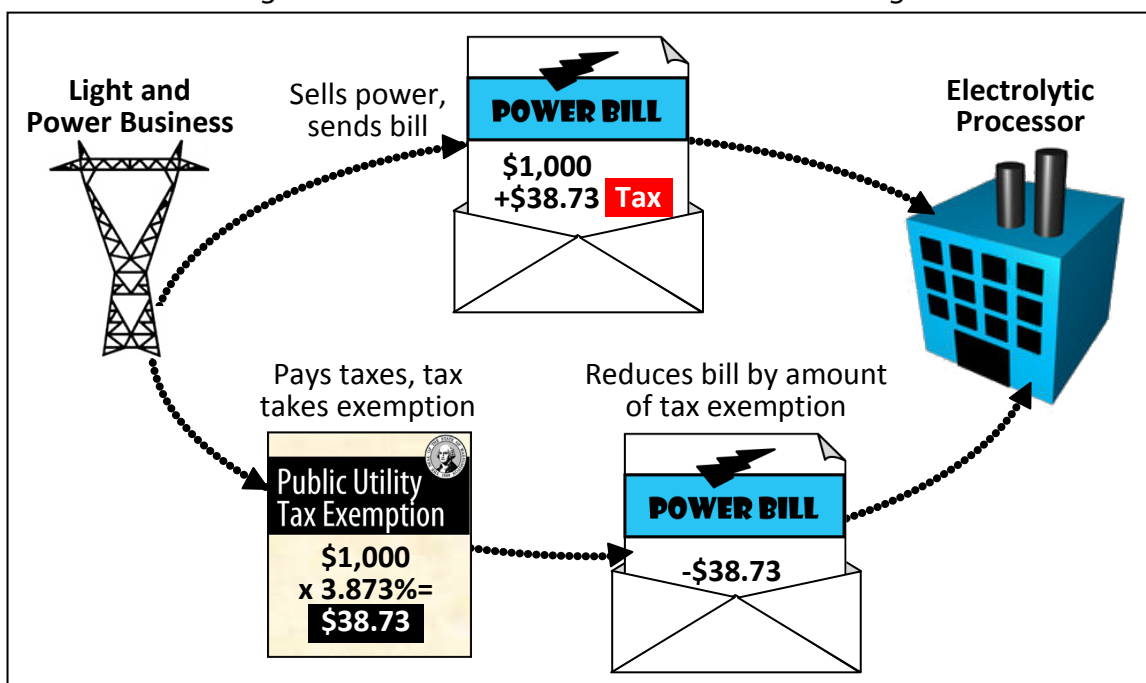 Light and
Power Business
Sells power,
sends bill
POWER BILL
$1,000
+$38.73 Tax
Electrolytic
Processor
Pays taxes, tax
takes exemption
Public Utility
Tax Exemption
$1,000
x 3.873%=
$38.73
Reduces bill by amount
of tax exemption
POWER BILL
-$38.73